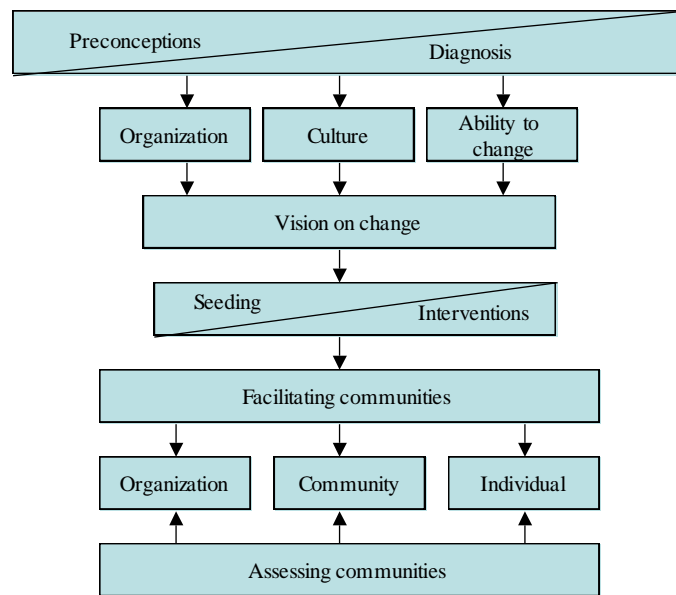 Preconceptions
Diagnosis
Organization
Culture
Ability to
change
Vision on change
Seeding
Interventions
Facilitating communities
Organization
Community
Individual
Assessing communities